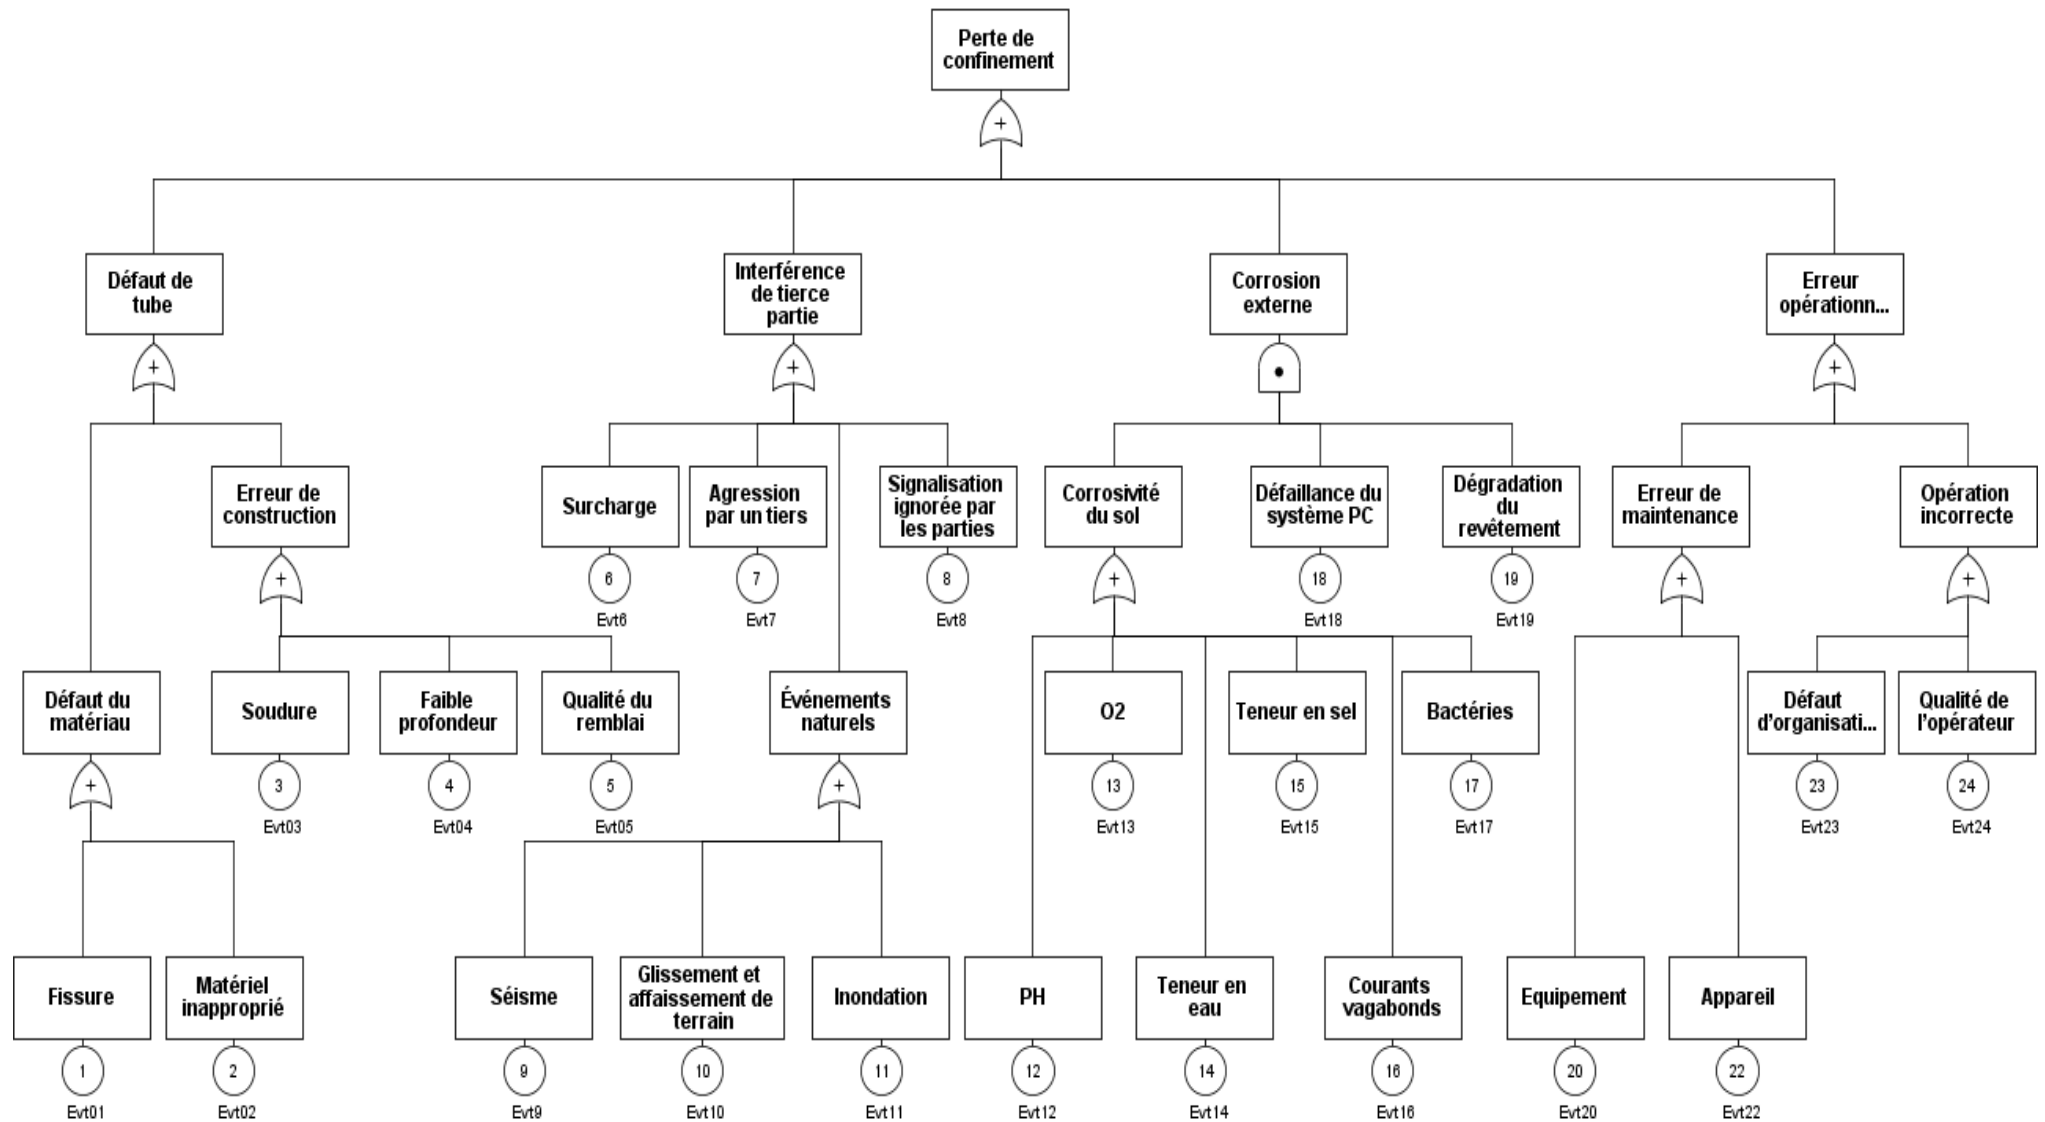 Perte de
confinement
+
Défaut de
tube
Interférence
de tierce
partie
Corrosion
externe
Erreur
opérationn...
+
+
+
Erreur de
construction
Surcharge
Agression
par un tiers
Signalisation
ignorée par
les parties
Corrosivité
du sol
Défaillance du
système PC
Dégradation
du
revêtement
Erreur de
maintenance
Opération
incorrecte
+
6
Evt6
7
Evt7
8
Evt8
+
18
Evt18
19
Evt19
+
+
Défaut du
matériau
Soudure
Faible
profondeur
Qualité du
remblai
Événements
naturels
O2
Teneur en sel
Bactéries
Défaut
d'organisati...
Qualité de
l'opérateur
+
3
Evt03
4
Evt04
5
Evt05
+
13
Evt13
15
Evt15
17
Evt17
23
Evt23
24
Evt24
Fissure
Matériel
inapproprié
Séisme
Glissement et
affaissement de
terrain
Inondation
PH
Teneur en
eau
Courants
vagabonds
Equipement
Appareil
1
Evt01
2
Evt02
9
Evt9
10
Evt10
11
Evt11
12
Evt12
14
Evt14
16
Evt16
20
Evt20
22
Evt22